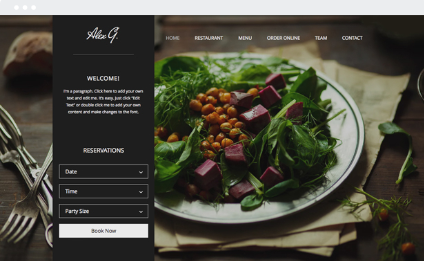 Alex G.
HOME RESTAURANT MENU ORDER ONLINE TEAM CONTACT
WELCOME!
I'm a paragraph. Click here to add your own
text and edit me. It's easy, just click "Edit
Text" or double click me to add your own
content and make changes to the font.
RESERVATIONS
Date
Time
Party Size
Book Now